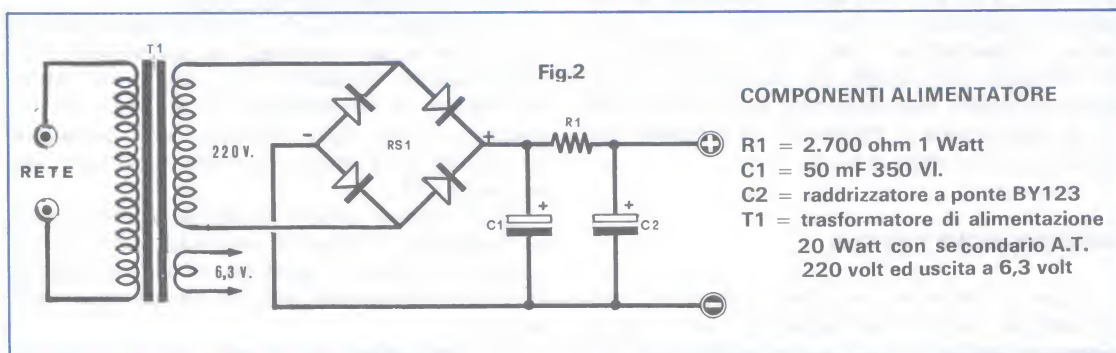 T1
Fig.2
RETE
220 V.
6,3 V.
-
RS1
+
R1
+
C1
+
C2
+
-
COMPONENTI ALIMENTATORE
R1 = 2.700 ohm 1 Watt
C1 = 50 mF 350 Vl.
C2 = raddrizzatore a ponte BY123
T1 = trasformatore di alimentazione
20 Watt con secondario A.T.
220 volt ed uscita a 6,3 volt